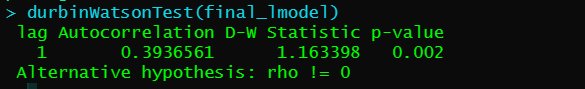 > durbinWatsonTest(final_lmodel)
lag Autocorrelation D-W Statistic p-value
1 0.3936561 1.163398 0.002
Alternative hypothesis: rho != 0